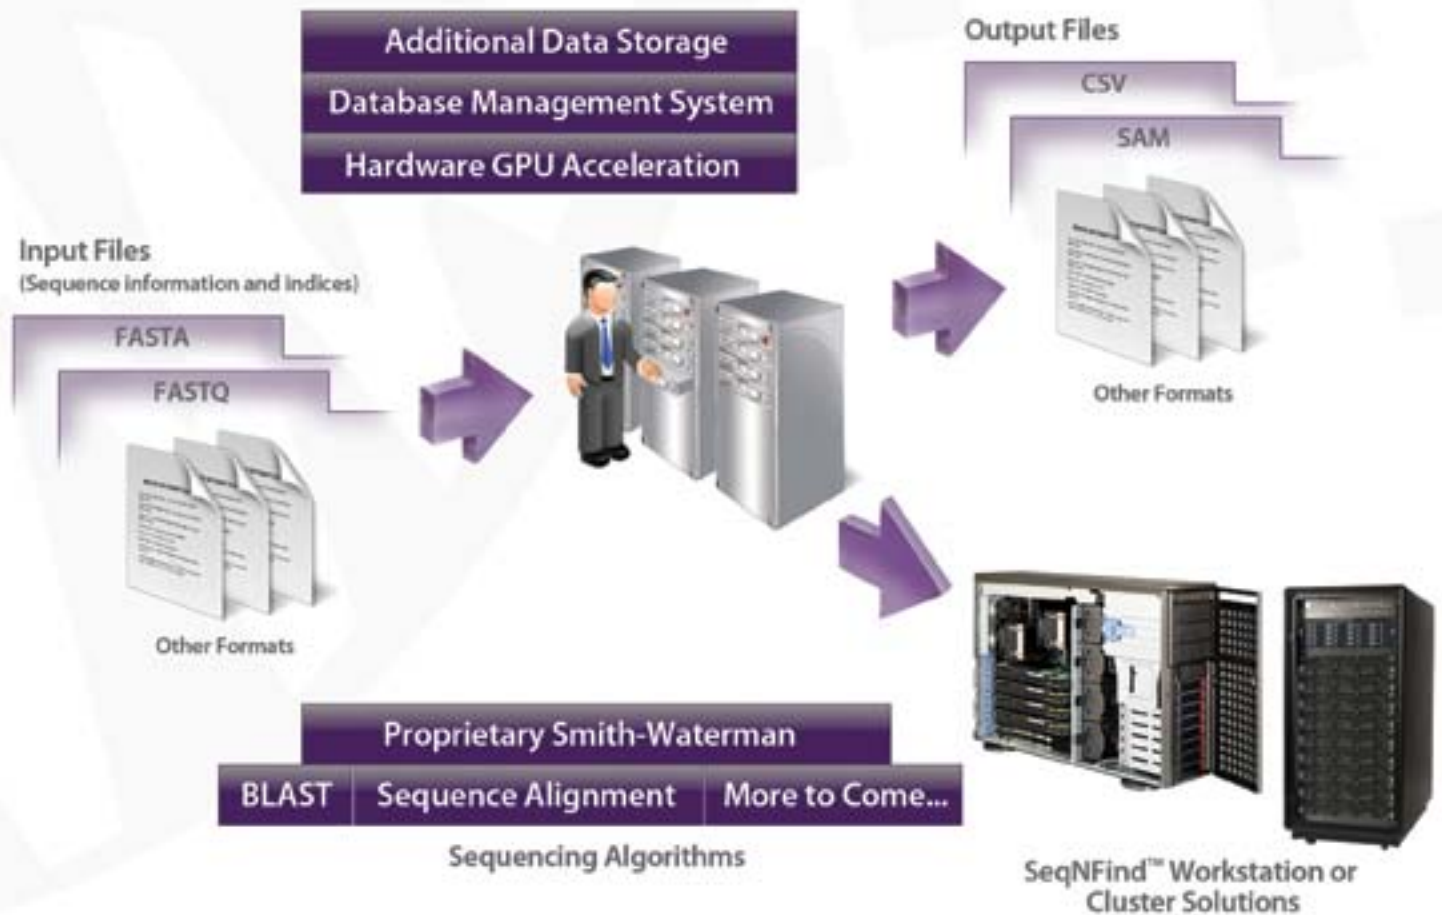 Additional Data Storage
Database Management System
Hardware GPU Acceleration
Output Files
CSV
SAM
Other Formats
Input Files
(Sequence information and indices)
FASTA
FASTQ
Other Formats
Proprietary Smith-Waterman
BLAST
Sequence Alignment
More to Come...
Sequencing Algorithms
SeqNFind™ Workstation or
Cluster Solutions